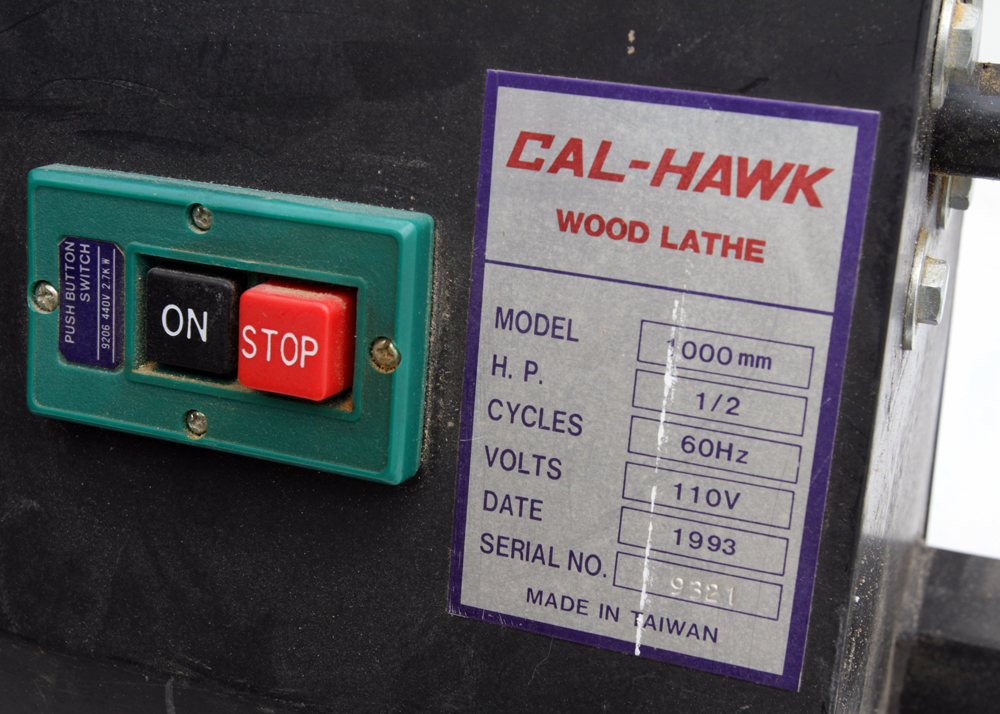 PUSH BUTTON
SWITCH
9206 440V 2.7KW
ON
STOP
CAL-HAWK
WOOD LATHE
MODEL 1000mm
H. P. 1/2
CYCLES 60Hz
VOLTS 110V
DATE 1993
SERIAL NO. 9321
MADE IN TAIWAN